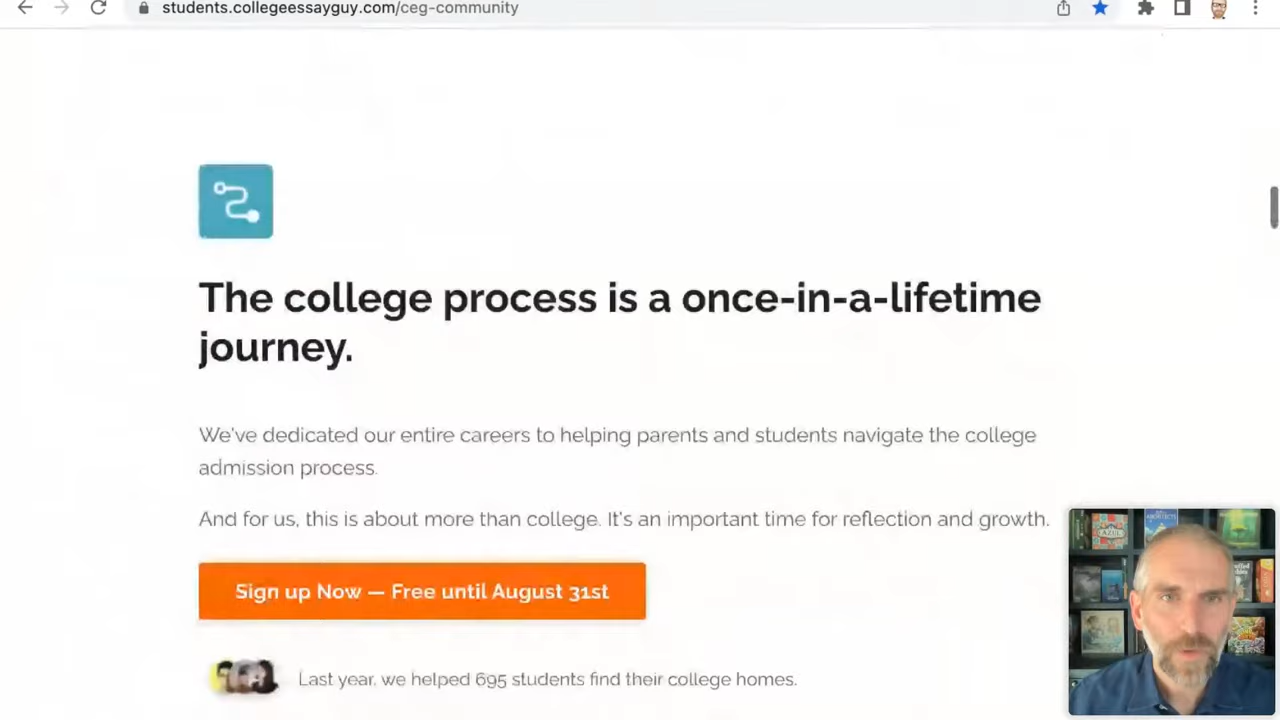 students.collegeessayguy.com/ceg-community
The college process is a once-in-a-lifetime
journey.
We've dedicated our entire careers to helping parents and students navigate the college
admission process.
And for us, this is about more than college. It's an important time for reflection and growth.
AZUL
Sign up Now — Free until August 31st
Last year, we helped 695 students find their college homes.